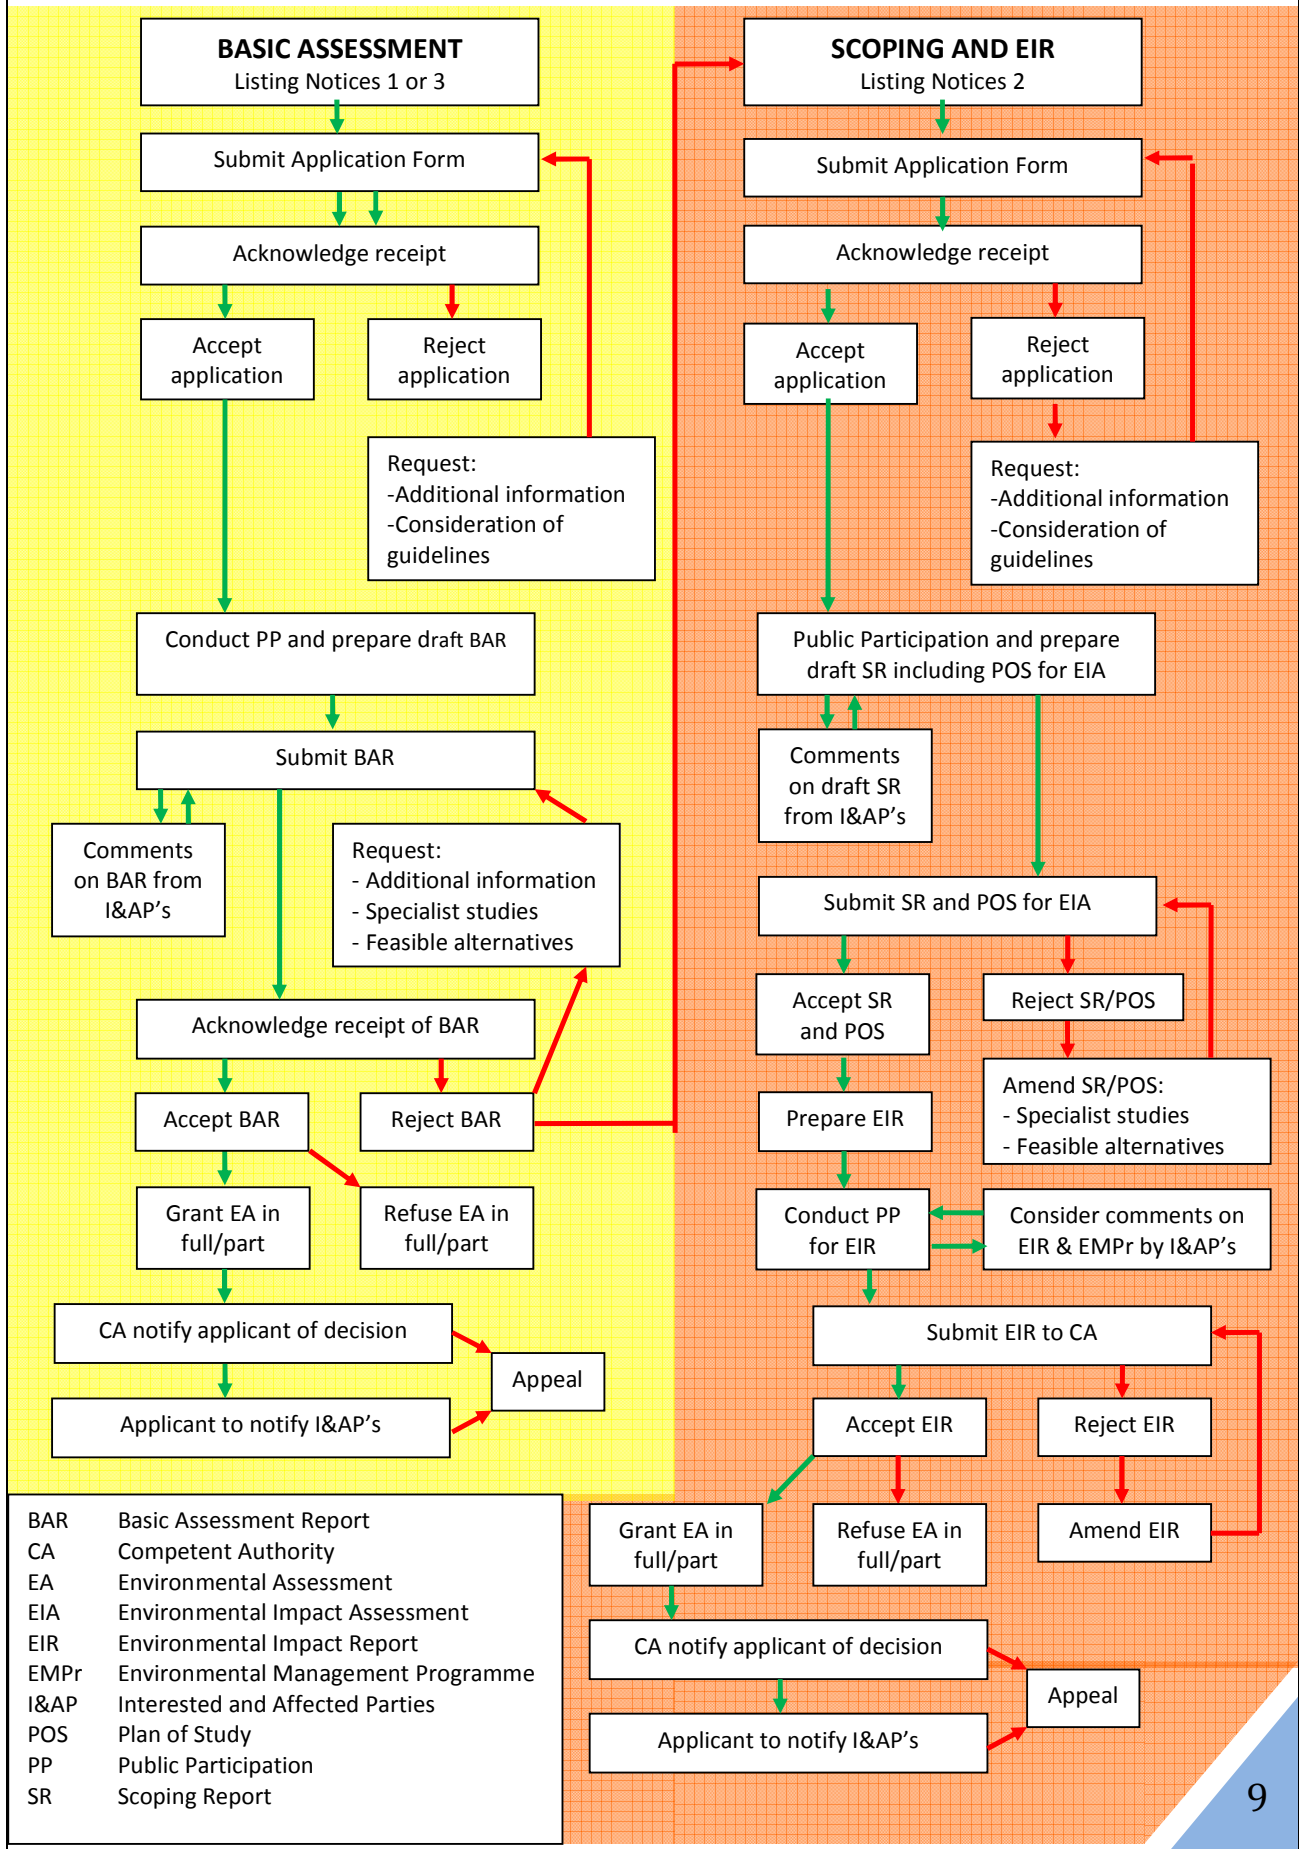 BASIC ASSESSMENT
Listing Notices 1 or 3
Submit Application Form
Acknowledge receipt
Accept
application
Reject
application
Request:
-Additional information
-Consideration of
guidelines
Conduct PP and prepare draft BAR
Submit BAR
Comments
on BAR from
I&AP's
Request:
- Additional information
- Specialist studies
- Feasible alternatives
Acknowledge receipt of BAR
Accept BAR
Reject BAR
Grant EA in
full/part
Refuse EA in
full/part
CA notify applicant of decision
Appeal
Applicant to notify I&AP's
SCOPING AND EIR
Listing Notices 2
Submit Application Form
Acknowledge receipt
Accept
application
Reject
application
Request:
-Additional information
-Consideration of
guidelines
Public Participation and prepare
draft SR including POS for EIA
Comments
on draft SR
from I&AP's
Submit SR and POS for EIA
Accept SR
and POS
Reject SR/POS
Amend SR/POS:
- Specialist studies
- Feasible alternatives
Prepare EIR
Conduct PP
for EIR
Consider comments on
EIR & EMPr by I&AP's
Submit EIR to CA
Accept EIR
Reject EIR
Grant EA in
full/part
Refuse EA in
full/part
Amend EIR
CA notify applicant of decision
Appeal
Applicant to notify I&AP's
BAR Basic Assessment Report
CA Competent Authority
EA Environmental Assessment
EIA Environmental Impact Assessment
EIR Environmental Impact Report
EMPr Environmental Management Programme
I&AP Interested and Affected Parties
POS Plan of Study
PP Public Participation
SR Scoping Report
9